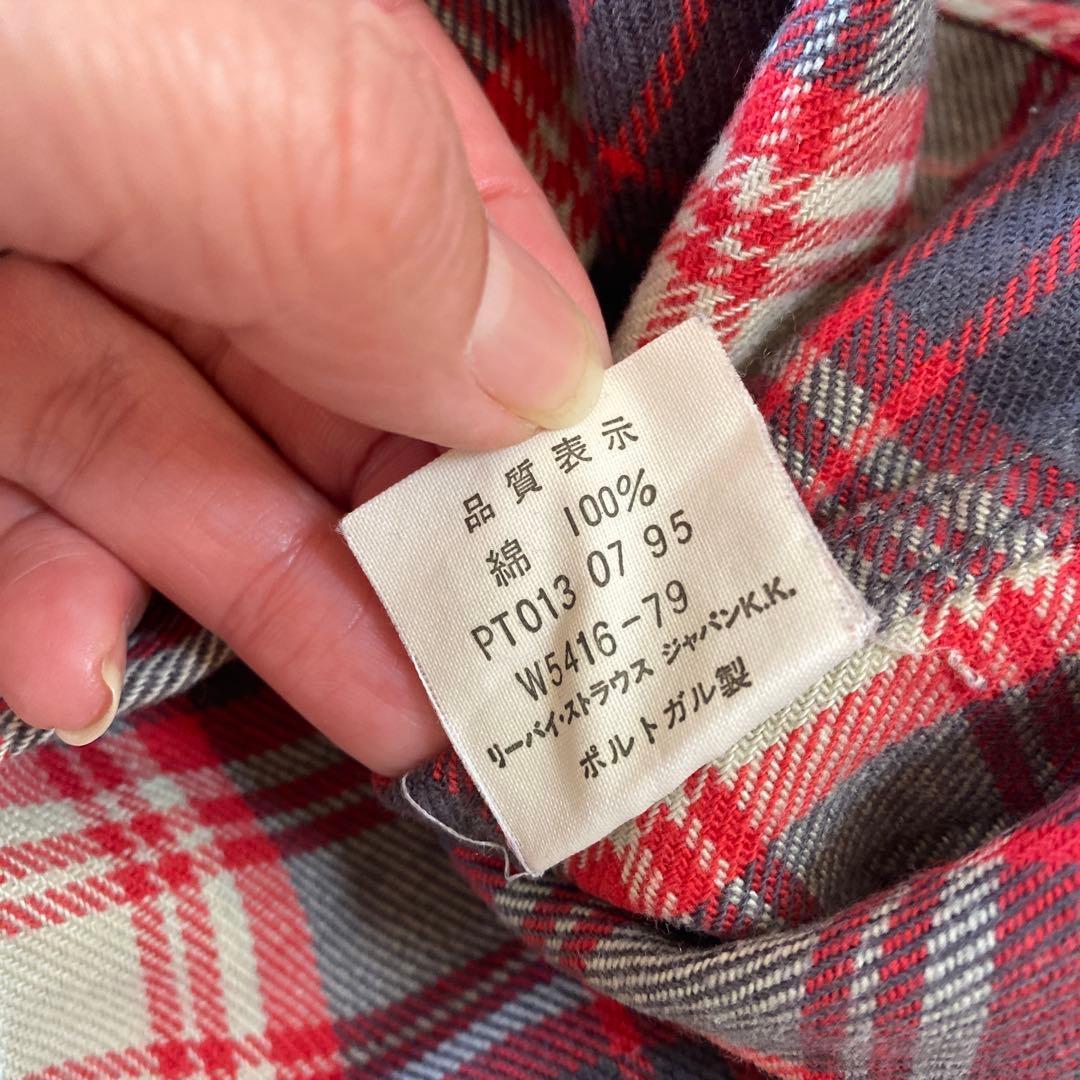 品質表示
綿 100%
PT013 07 95
W5416-79
リーバイ・ストラウス ジャパンK.K.
ポルトガル製